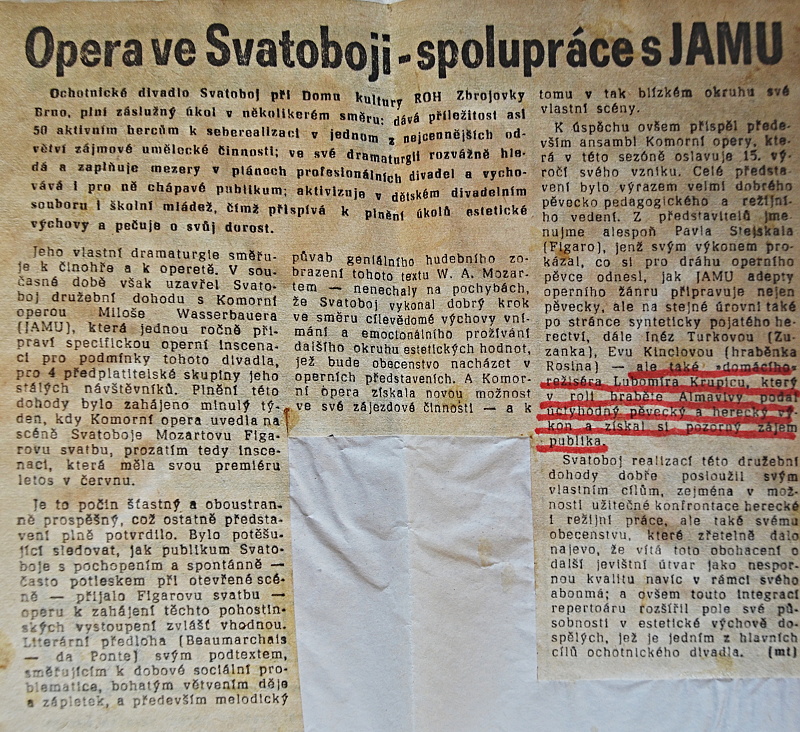 Opera ve Svatoboji - spolupráce s JAMU
Ochotnické divadlo Svatoboj při Domu kultury ROH Zbrojovky
Brno, plní záslužný úkol v několikerém směru: dává příležitost asi
50 aktivním hercům k seberealizaci v jednom z nejcennějších od-
větví zájmové umělecké činnosti; ve své dramaturgii rozvážně hle-
dá a zaplňuje mezery v plánech profesionálních divadel a vycho-
vává i pro ně chápavé publikum; aktivizuje v dětském divadelním
souboru i školní mládež, čímž přispívá k plnění úkolů estetické
výchovy a pečuje o svůj dorost.
Jeho vlastní dramaturgie směřu-
je k činohře a k operetě. V sou-
časné době však uzavřel Svato-
boj družební dohodu s Komorní
operou Miloše Wasserbauera
(JAMU), která jednou ročně při-
praví specifickou operní inscena-
ci pro podmínky tohoto divadla,
pro 4 předplatitelské skupiny jeho
stálých návštěvníků. Plnění této
dohody bylo zahájeno minulý tý-
den, kdy Komorní opera uvedla na
scéně Svatoboje Mozartovu Figa-
rovu svatbu, prozatím tedy insce-
naci, která měla svou premiéru
letos v červnu.
Je to počin šťastný a oboustran-
ně prospěšný, což ostatně předsta-
vení plně potvrdilo. Bylo potěšu-
jící sledovat, jak publikum Svato-
boje s pochopením a spontánně —
často potleskem při otevřené scé-
ně — přijalo Figarovu svatbu —
operu k zahájení těchto pohostin-
ských vystoupení zvlášť vhodnou.
Literární předloha (Beaumarchais
— da Ponte) svým podtextem,
směřujícím k dobové sociální pro-
blematice, bohatým větvením děje
a zápletek, a především melodický
půvab geniálního hudebního zo-
brazení tohoto textu W. A. Mozar-
tem — nenechaly na pochybách,
že Svatoboj vykonal dobrý krok
ve směru cílevědomé výchovy vní-
mání a emocionálního prožívání
dalšího okruhu estetických hodnot,
jež bude obecenstvo nacházet v
operních představeních. A Komor-
ní opera získala novou možnost
ve své zájezdové činnosti — a k
tomu v tak blízkém okruhu své
vlastní scény.
K úspěchu ovšem přispěl přede-
vším ansámbl Komorní opery, kte-
rá v této sezóně oslavuje 15. vý-
ročí svého vzniku. Celé předsta-
vení bylo výrazem velmi dobrého
pěvecko pedagogického a režijní-
ho vedení. Z představitelů jme-
nujme alespoň Pavla Stejskala
(Figaro), jenž svým výkonem pro-
kázal, co si pro dráhu operního
pěvce odnesl, jak JAMU adepty
operního žánru připravuje nejen
pěvecky, ale na stejné úrovni také
po stránce synteticky pojatého he-
rectví, dále Inéz Turkovou (Zu-
zanka), Evu Kinclovou (hraběnka
Rosina) — ale také »domácího«
režiséra Lubomíra Krupicu, který
v roli hraběte Almavivy podal
úctyhodný pěvecký a herecký vý-
kon a získal si pozorný zájem
publika.
Svatoboj realizací této družební
dohody dobře posloužil svým
vlastním cílům, zejména v mož-
nosti užitečné konfrontace herecké
i režijní práce, ale také svému
obecenstvu, které zřetelně dalo
najevo, že vítá toto obohacení o
další jevištní útvar jako nespor-
nou kvalitu navíc v rámci svého
abonmá; a ovšem touto integrací
repertoáru rozšířil pole své pů-
sobnosti v estetické výchově do-
spělých, jež je jedním z hlavních
cílů ochotnického divadla. (mt)